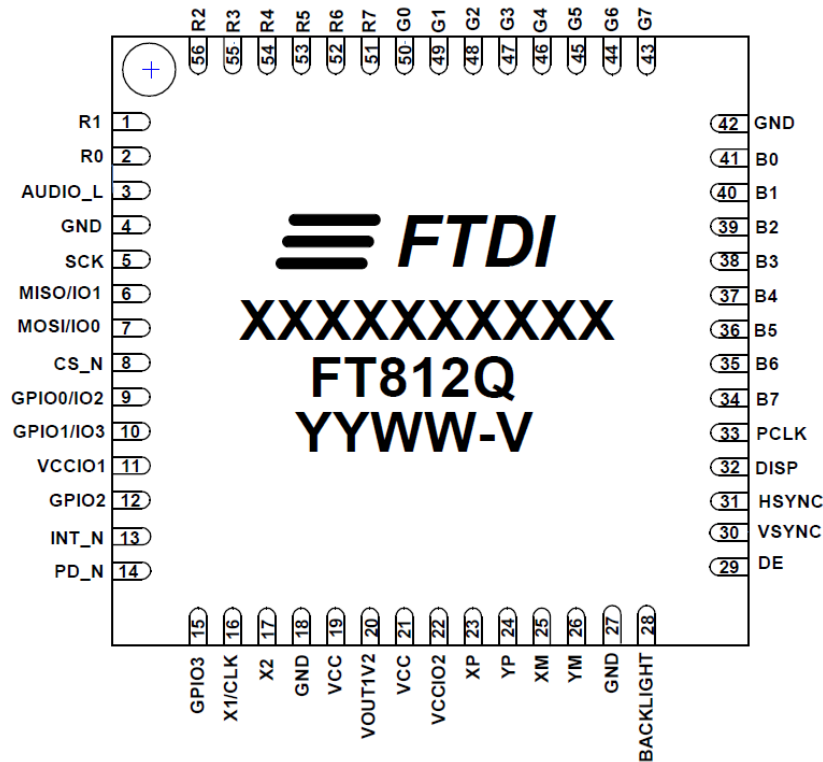 R2 R3 R4 R5 R6 R7 G0 G1 G2 G3 G4 G5 G6 G7
56 55 54 53 52 51 50 49 48 47 46 45 44 43
R1 1
R0 2
AUDIO_L 3
GND 4
SCK 5
MISO/IO1 6
MOSI/IO0 7
CS_N 8
GPIO0/IO2 9
GPIO1/IO3 10
VCCIO1 11
GPIO2 12
INT_N 13
PD_N 14
FTDI
XXXXXXXXXX
FT812Q
YYWW-V
42 GND
41 B0
40 B1
39 B2
38 B3
37 B4
36 B5
35 B6
34 B7
33 PCLK
32 DISP
31 HSYNC
30 VSYNC
29 DE
15 16 17 18 19 20 21 22 23 24 25 26 27 28
GPIO3 X1/CLK X2 GND VCC VOUT1V2 VCC VCCIO2 XP YP XM YM GND BACKLIGHT